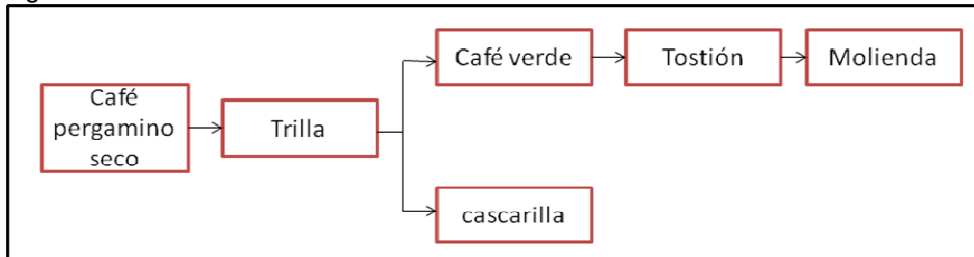 Café
pergamino
seco
Trilla
Café verde
Tostión
Molienda
cascarilla